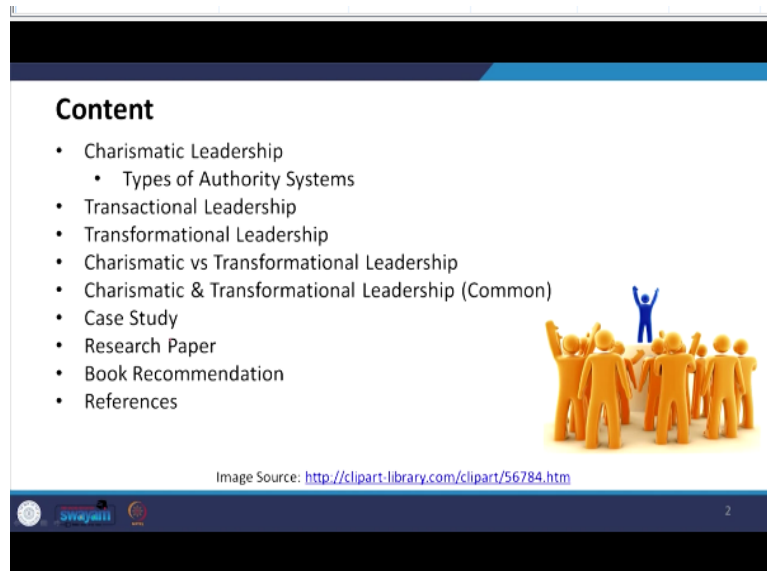 Content
• Charismatic Leadership
• Types of Authority Systems
• Transactional Leadership
• Transformational Leadership
• Charismatic vs Transformational Leadership
• Charismatic & Transformational Leadership (Common)
• Case Study
• Research Paper
• Book Recommendation
• References
Image Source: http://clipart-library.com/clipart/56784.htm
swayam
2